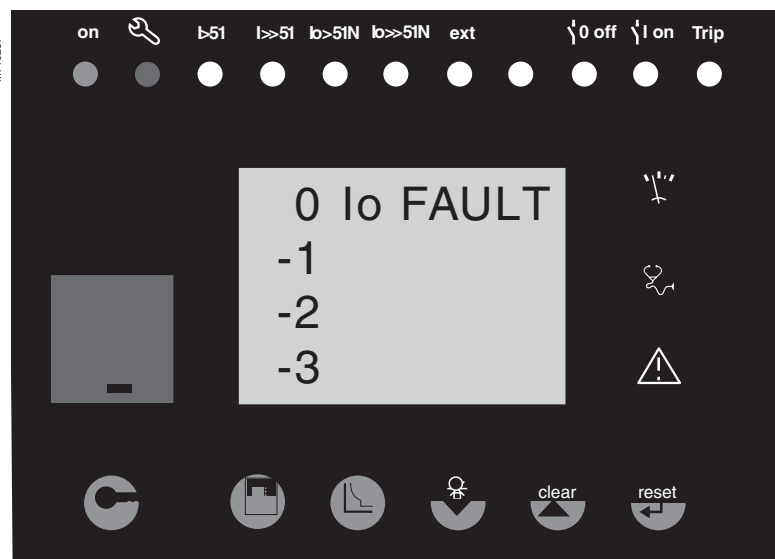 on I>51 I>>51 Io>51N Io>>51N ext 0 off I on Trip
0 Io FAULT
-1
-2
-3
clear reset